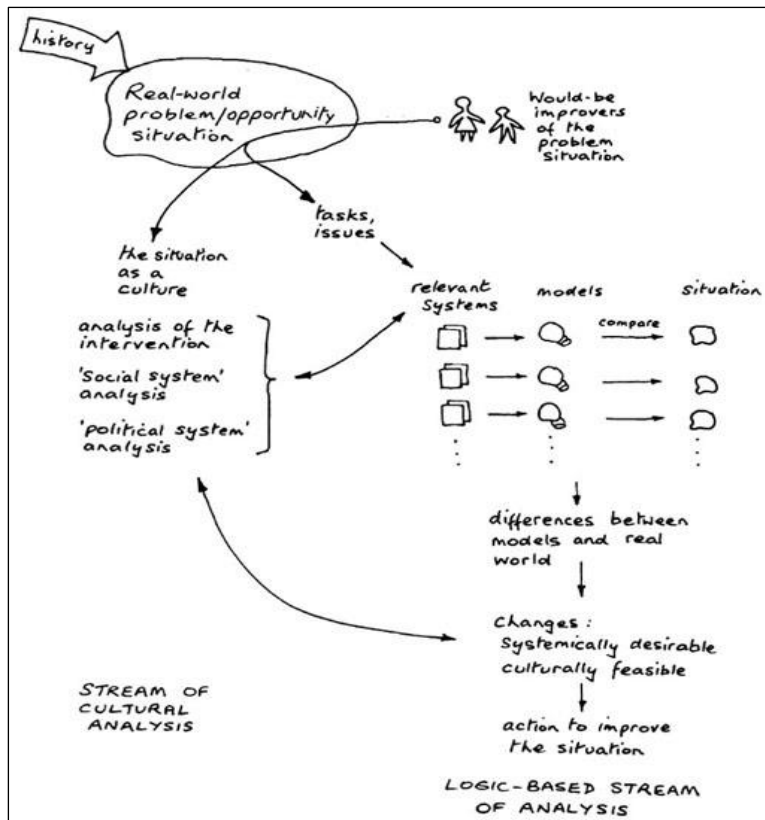 history
Real-world
problem/opportunity
situation
Would-be
improvers
of the
problem
situation
tasks,
issues
the situation
as a
culture
relevant
Systems
models
situation
analysis of the
intervention
compare
'Social system'
analysis
'political system'
analysis
differences between
models and real
world
changes:
Systemically desirable
culturally feasible
STREAM OF
CULTURAL
ANALYSIS
action to improve
the situation
LOGIC-BASED STREAM
OF ANALYSIS